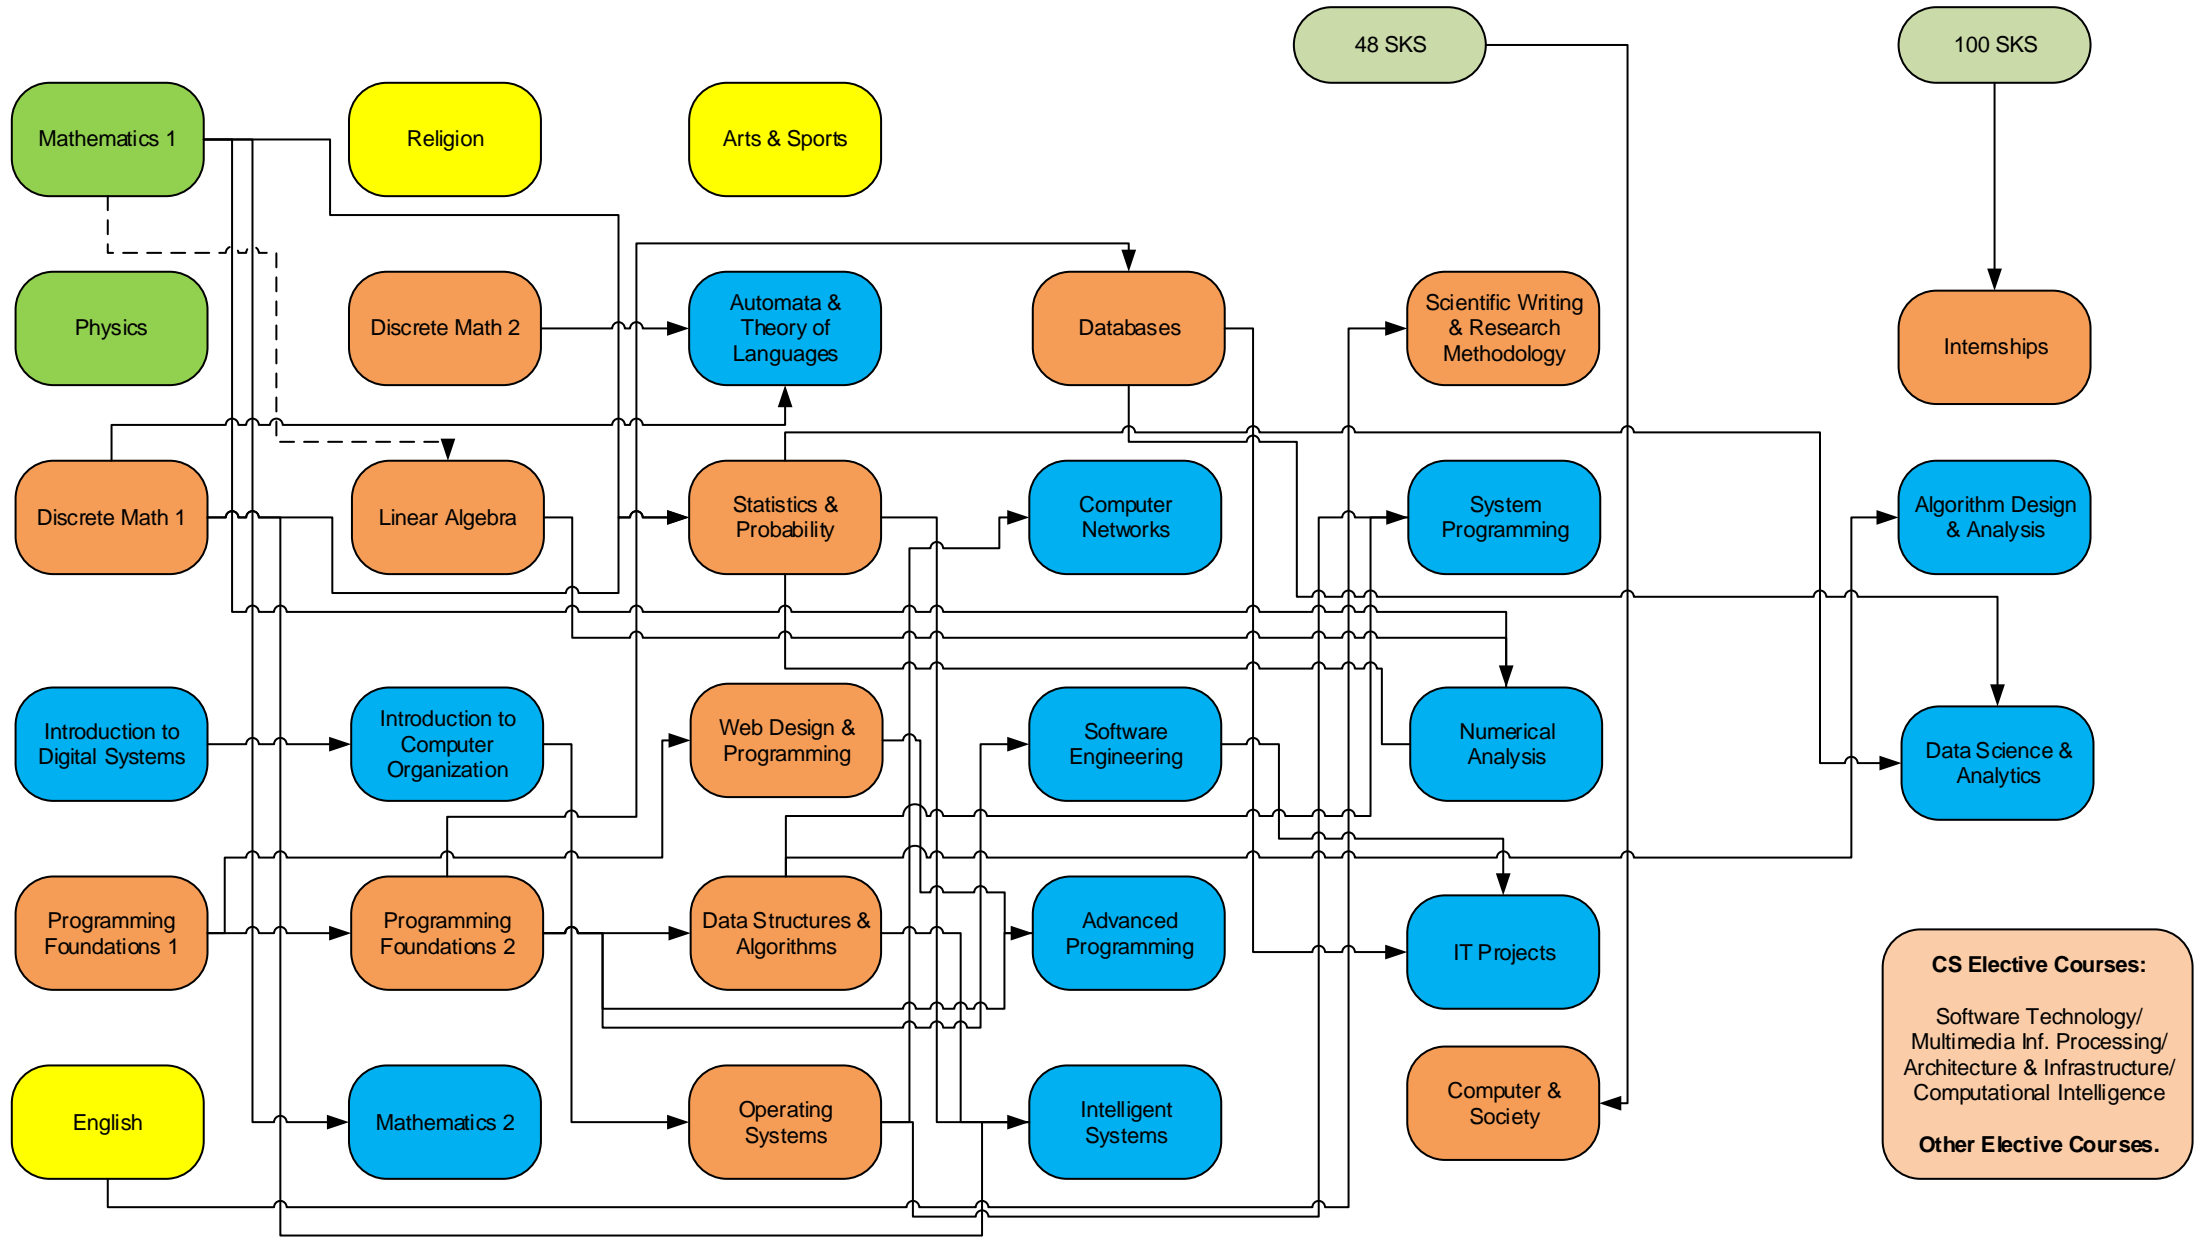 48 SKS
100 SKS
Mathematics 1
Religion
Arts & Sports
Physics
Discrete Math 2
Automata &
Theory of
Languages
Databases
Scientific Writing
& Research
Methodology
Internships
Discrete Math 1
Linear Algebra
Statistics &
Probability
Computer
Networks
System
Programming
Algorithm Design
& Analysis
Introduction to
Digital Systems
Introduction to
Computer
Organization
Web Design &
Programming
Software
Engineering
Numerical
Analysis
Data Science &
Analytics
Programming
Foundations 1
Programming
Foundations 2
Data Structures &
Algorithms
Advanced
Programming
IT Projects
CS Elective Courses:
Software Technology/
Multimedia Inf. Processing/
Architecture & Infrastructure/
Computational Intelligence
Other Elective Courses.
English
Mathematics 2
Operating
Systems
Intelligent
Systems
Computer &
Society